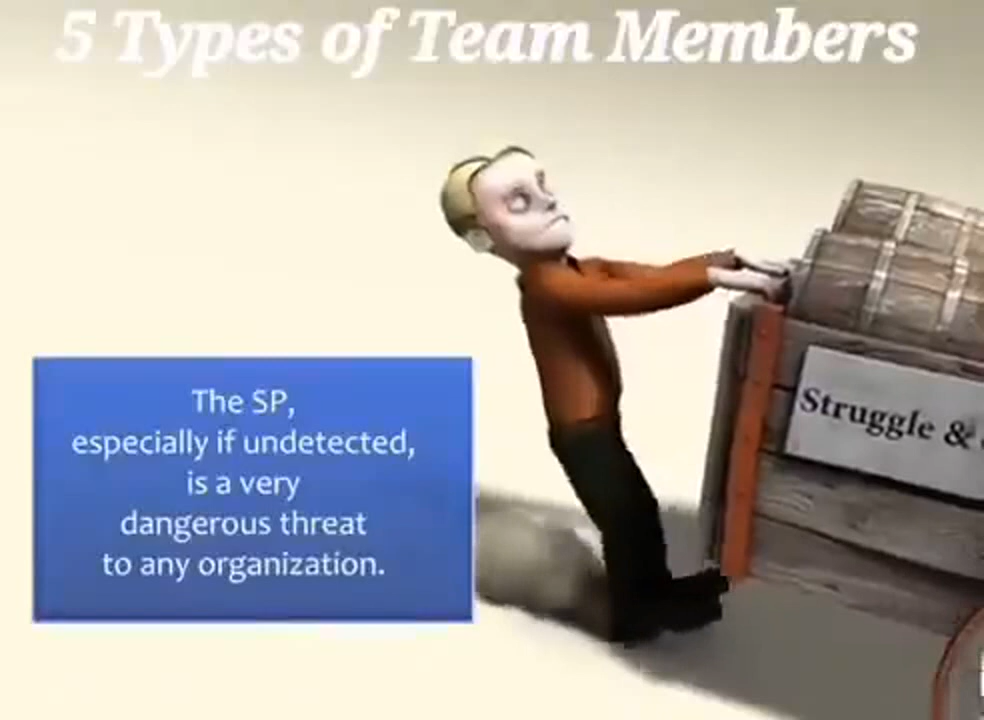 5 Types of Team Members
Struggle &
The SP,
especially if undetected,
is a very
dangerous threat
to any organization.